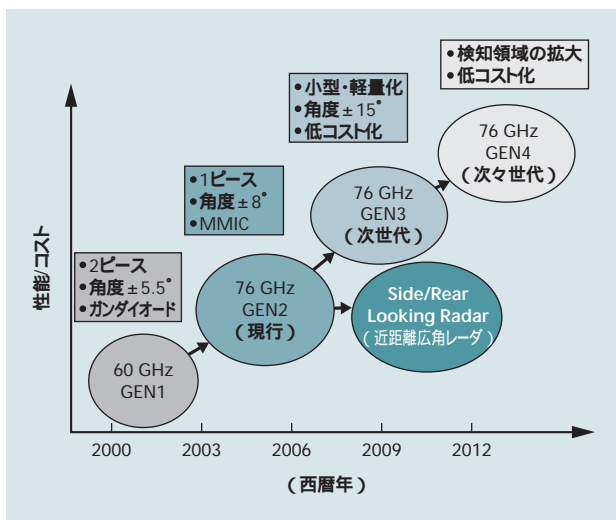 • 検知領域の拡大
• 低コスト化
• 小型・軽量化
• 角度±15°
• 低コスト化
76 GHz
GEN4
(次々世代)
• 1ピース
• 角度±8°
• MMIC
76 GHz
GEN3
(次世代)
• 2ピース
• 角度±5.5°
• ガンダイオード
76 GHz
GEN2
(現行)
Side/Rear
Looking Radar
(近距離広角レーダ)
60 GHz
GEN1
性能/コスト
2000 2003 2006 2009 2012
(西暦年)